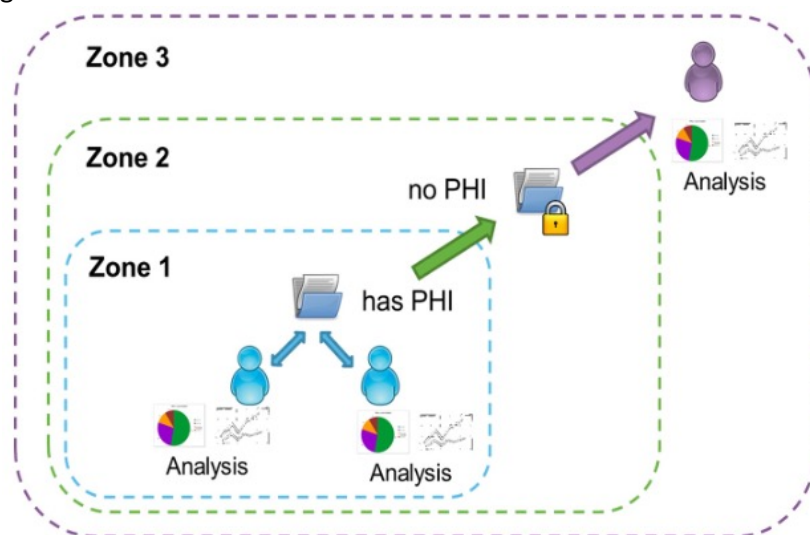 Zone 3
Zone 2
no PHI
Analysis
Zone 1
has PHI
Analysis
Analysis